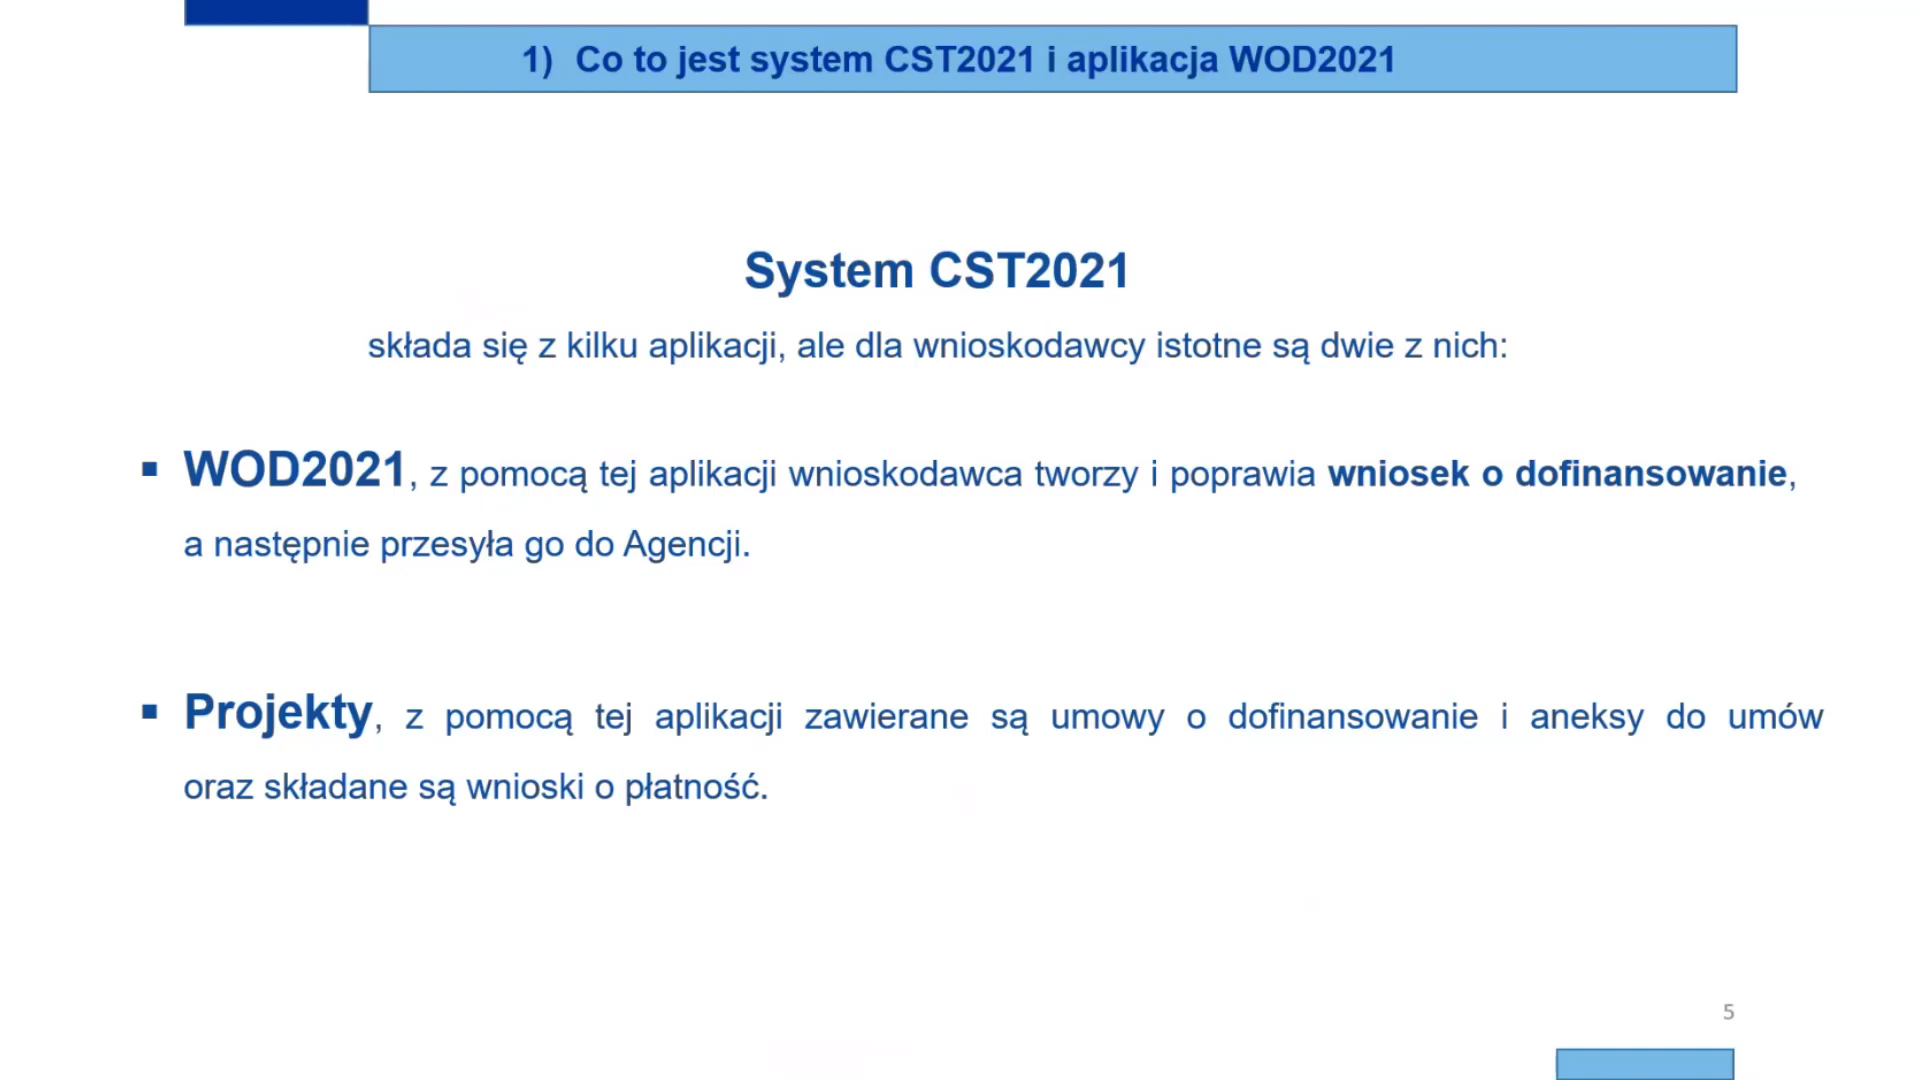 1) Co to jest system CST2021 i aplikacja WOD2021
System CST2021
składa się z kilku aplikacji, ale dla wnioskodawcy istotne są dwie z nich:
▪ WOD2021, z pomocą tej aplikacji wnioskodawca tworzy i poprawia wniosek o dofinansowanie,
a następnie przesyła go do Agencji.
▪ Projekty, z pomocą tej aplikacji zawierane są umowy o dofinansowanie i aneksy do umów
oraz składane są wnioski o płatność.
5